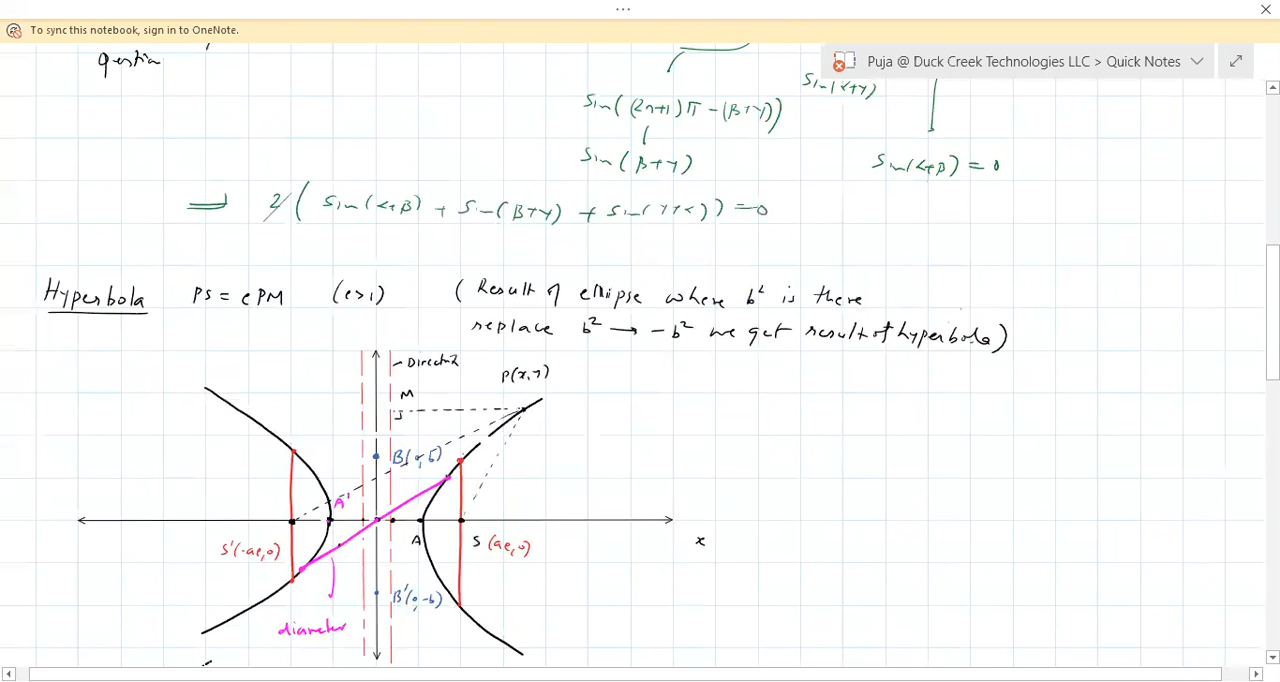 ...
To sync this notebook, sign in to OneNote.
Puja @ Duck Creek Technologies LLC > Quick Notes
question
Sin(α+γ)
Sin((2n+1)π-(β+γ))
Sin(β+γ)
Sin(α+β)=0
⇒ 2(Sin(α+β) + Sin(β+γ) + Sin(γ+α))=0
Hyperbola PS = ePM (e>1) (Result of ellipse where b² is there
replace b² → -b² we get result of hyperbola)
Directrix
P(x,y)
M
B(0,b)
A'
A
S'(-ae,0)
S(ae,0)
x
B'(0,-b)
diameter